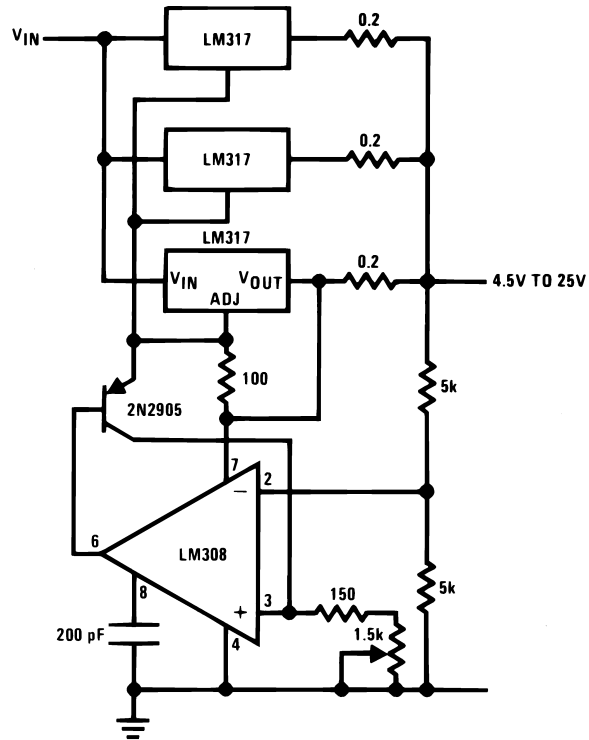 0.2
VIN
LM317
0.2
LM317
LM317
0.2
VIN
VOUT
ADJ
4.5V TO 25V
100
5k
2N2905
7
2
−
6
LM308
8
5k
150
+
3
1.5k
200 pF
4